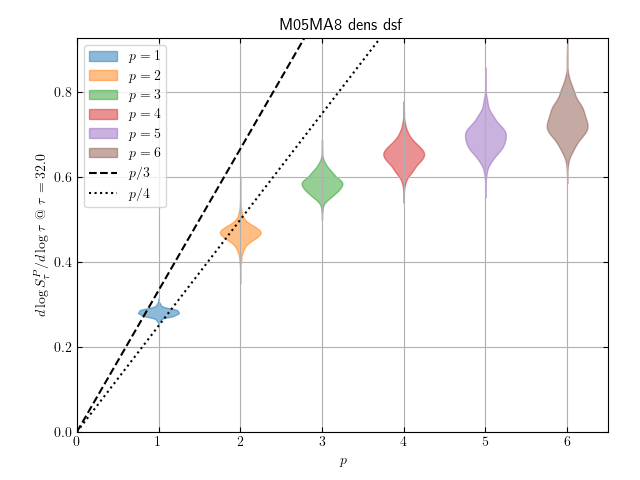 M05MA8 dens dsf
p = 1
p = 2
p = 3
p = 4
p = 5
p = 6
p/3
p/4
d log S_τ^P / d log τ @ τ = 32.0
0.8
0.6
0.4
0.2
0.0
0 1 2 3 4 5 6
p